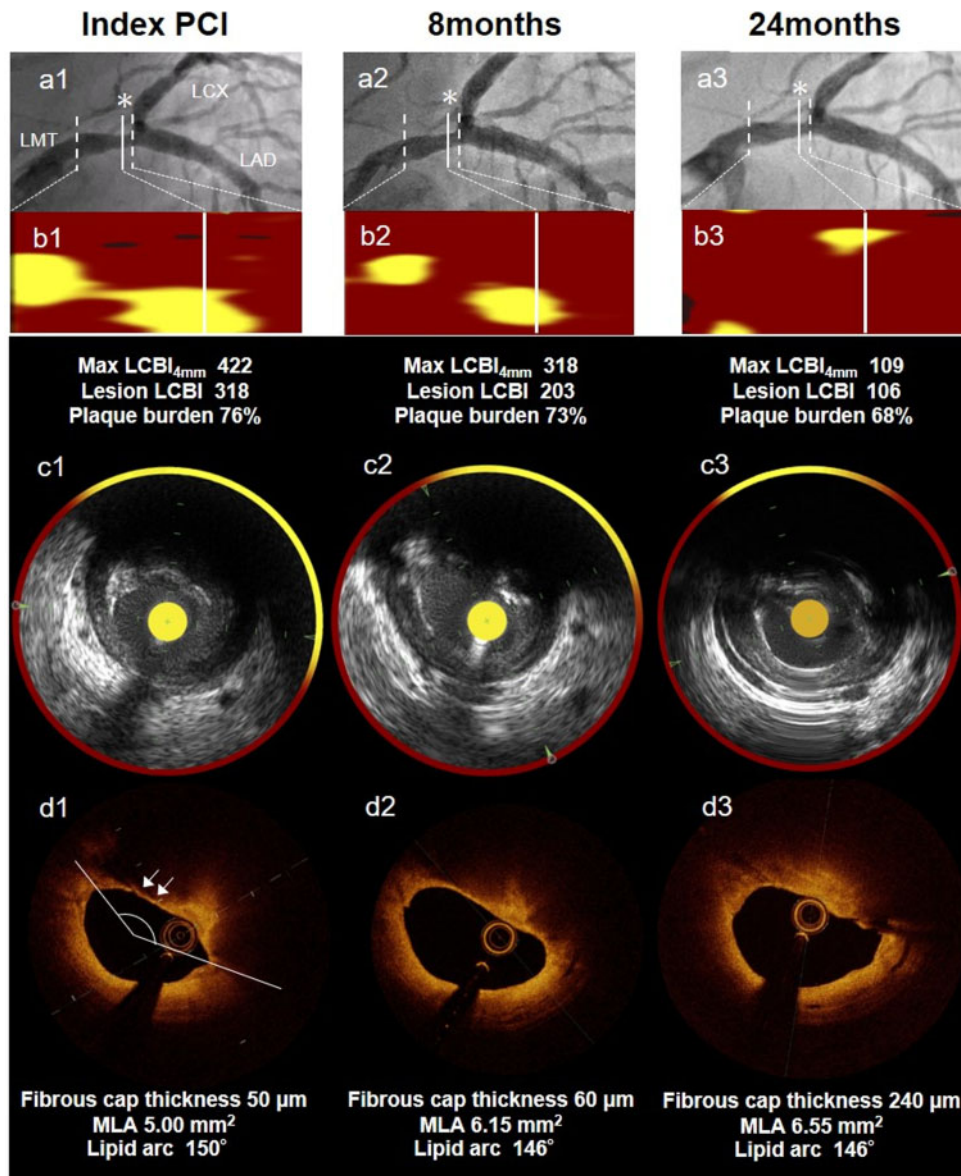 Index PCI
8months
24months
a1
*
LCX
LMT
LAD
a2
*
a3
*
b1
b2
b3
Max LCBI4mm 422
Lesion LCBI 318
Plaque burden 76%
Max LCBI4mm 318
Lesion LCBI 203
Plaque burden 73%
Max LCBI4mm 109
Lesion LCBI 106
Plaque burden 68%
c1
c2
c3
d1
d2
d3
Fibrous cap thickness 50 μm
MLA 5.00 mm²
Lipid arc 150°
Fibrous cap thickness 60 μm
MLA 6.15 mm²
Lipid arc 146°
Fibrous cap thickness 240 μm
MLA 6.55 mm²
Lipid arc 146°